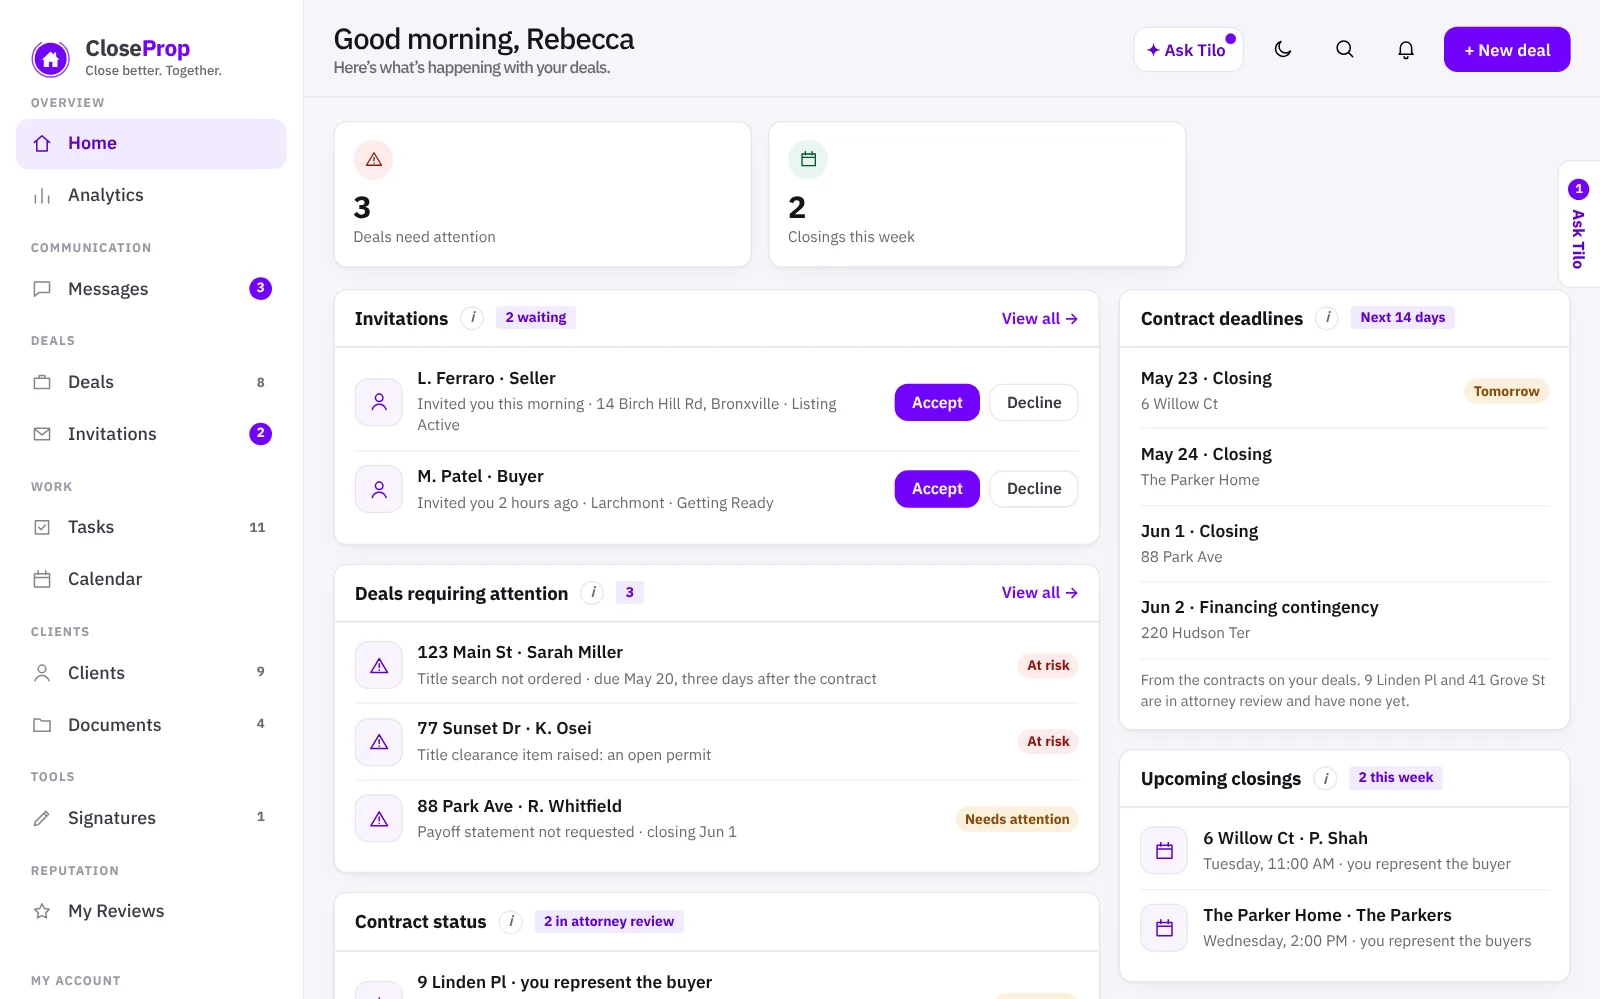 CloseProp
Close better. Together.
OVERVIEW
Home
Analytics
COMMUNICATION
Messages
3
DEALS
Deals
8
Invitations
2
WORK
Tasks
11
Calendar
CLIENTS
Clients
9
Documents
4
TOOLS
Signatures
1
REPUTATION
My Reviews
MY ACCOUNT
Good morning, Rebecca
Here's what's happening with your deals.
Ask Tilo
+ New deal
3
Deals need attention
2
Closings this week
1
Ask Tilo
Invitations
i
2 waiting
View all →
L. Ferraro · Seller
Invited you this morning · 14 Birch Hill Rd, Bronxville · Listing
Active
Accept
Decline
M. Patel · Buyer
Invited you 2 hours ago · Larchmont · Getting Ready
Accept
Decline
Deals requiring attention
i
3
View all →
123 Main St · Sarah Miller
Title search not ordered · due May 20, three days after the contract
At risk
77 Sunset Dr · K. Osei
Title clearance item raised: an open permit
At risk
88 Park Ave · R. Whitfield
Payoff statement not requested · closing Jun 1
Needs attention
Contract status
i
2 in attorney review
9 Linden Pl · you represent the buyer
Contract deadlines
i
Next 14 days
May 23 · Closing
6 Willow Ct
Tomorrow
May 24 · Closing
The Parker Home
Jun 1 · Closing
88 Park Ave
Jun 2 · Financing contingency
220 Hudson Ter
From the contracts on your deals. 9 Linden Pl and 41 Grove St
are in attorney review and have none yet.
Upcoming closings
i
2 this week
6 Willow Ct · P. Shah
Tuesday, 11:00 AM · you represent the buyer
The Parker Home · The Parkers
Wednesday, 2:00 PM · you represent the buyers